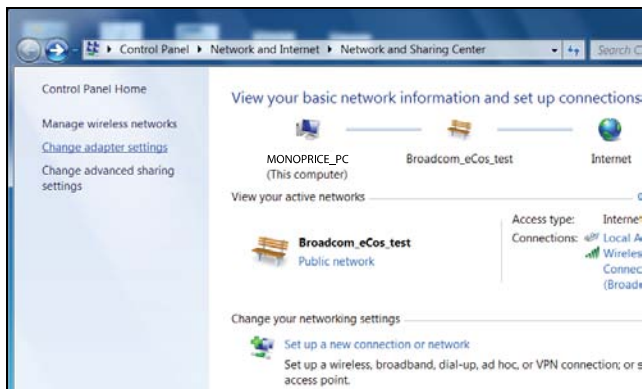 Control Panel ▸ Network and Internet ▸ Network and Sharing Center
Search
Control Panel Home
Manage wireless networks
Change adapter settings
Change advanced sharing
settings
View your basic network information and set up connections
MONOPRICE_PC
(This computer)
Broadcom_eCos_test
Internet
View your active networks
Broadcom_eCos_test
Public network
Access type:
Connections:
Local
Change your networking settings
Set up a new connection or network
Set up a wireless, broadband, dial-up, ad hoc, or VPN connection; or
access point.